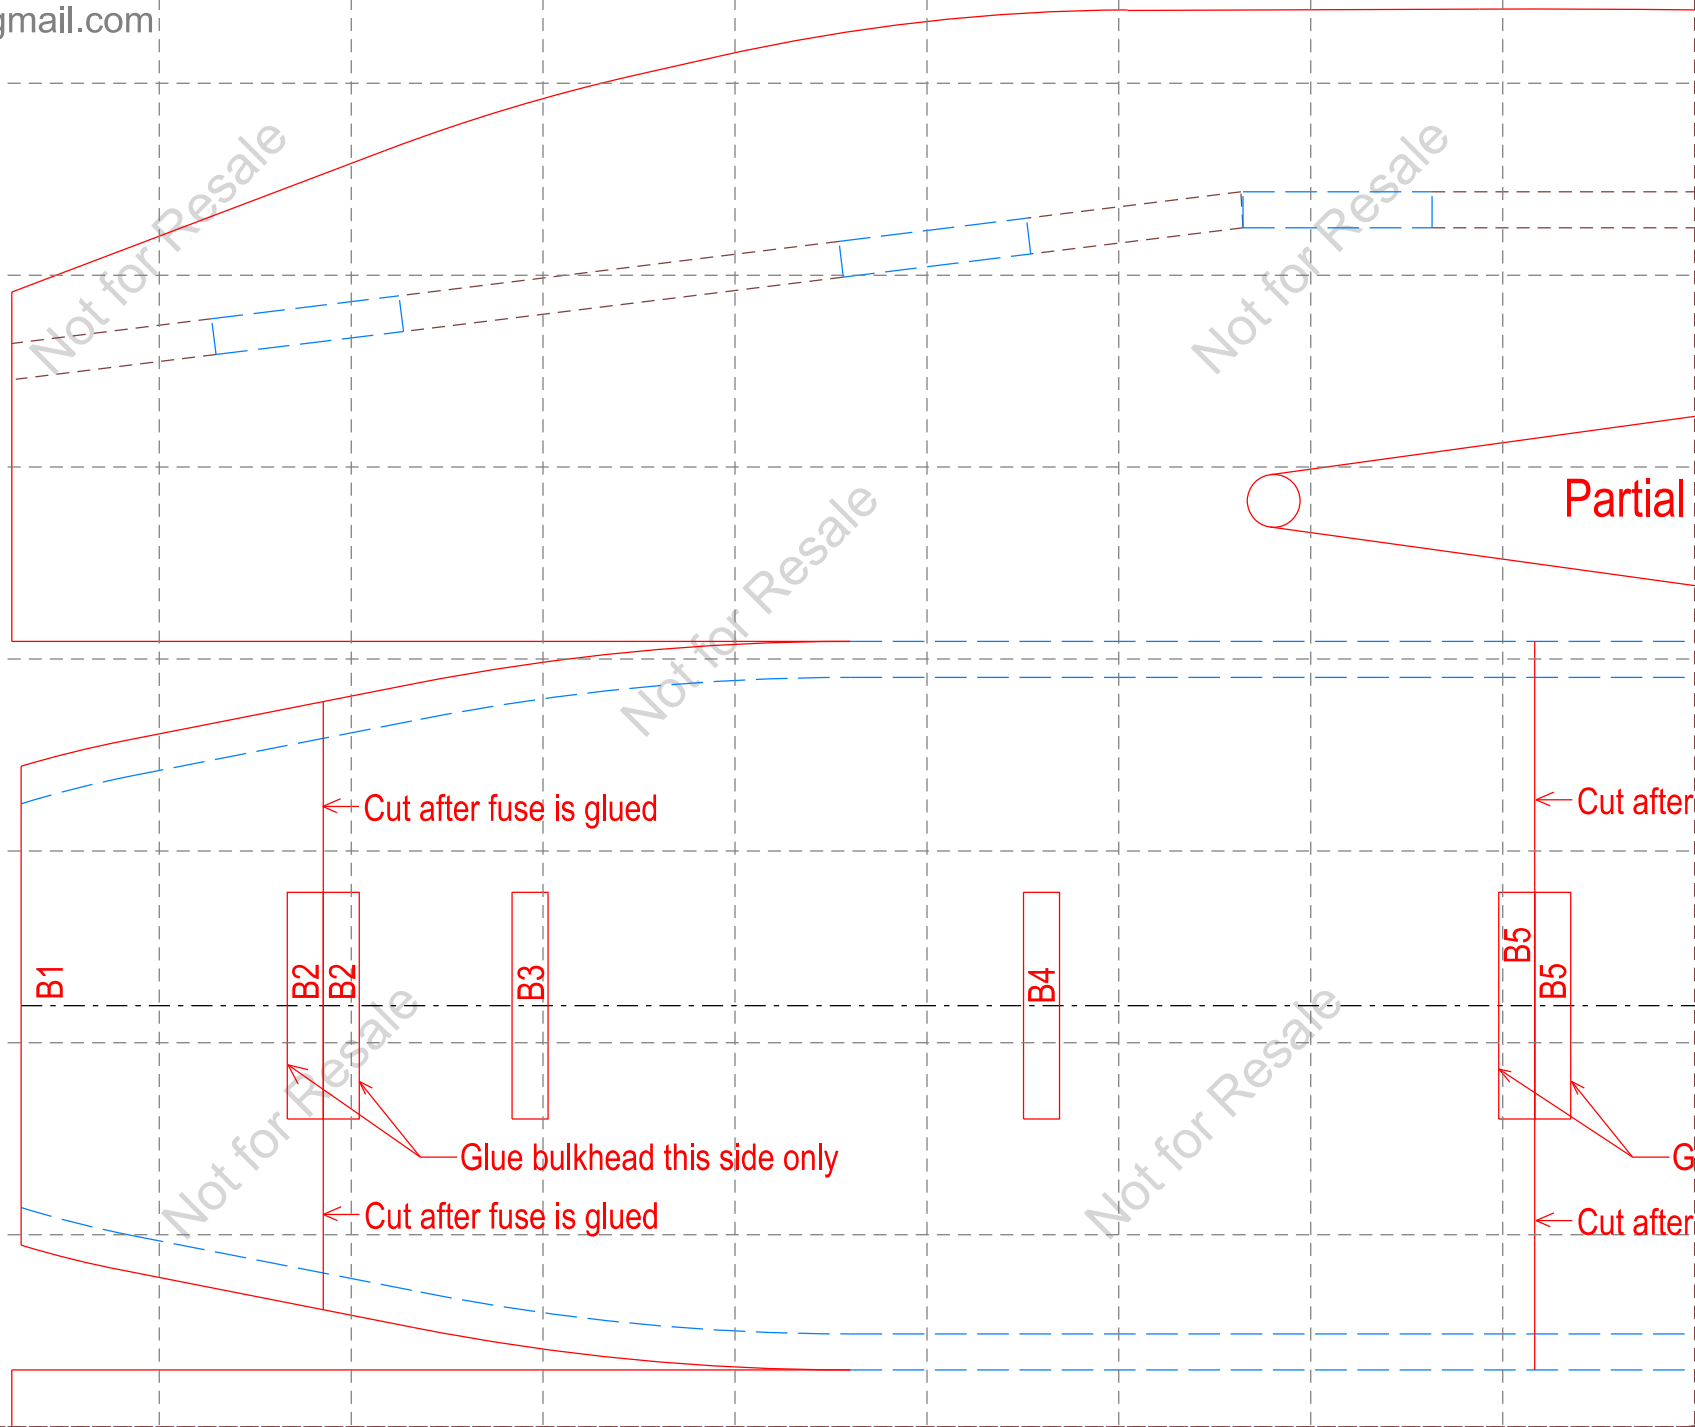 gmail.com
Not for Resale
Not for Resale
Partial
Not for Resale
Cut after fuse is glued
Cut after
B1
B2
B2
B3
B4
B5
B5
Not for Resale
Not for Resale
Glue bulkhead this side only
G
Cut after fuse is glued
Cut after